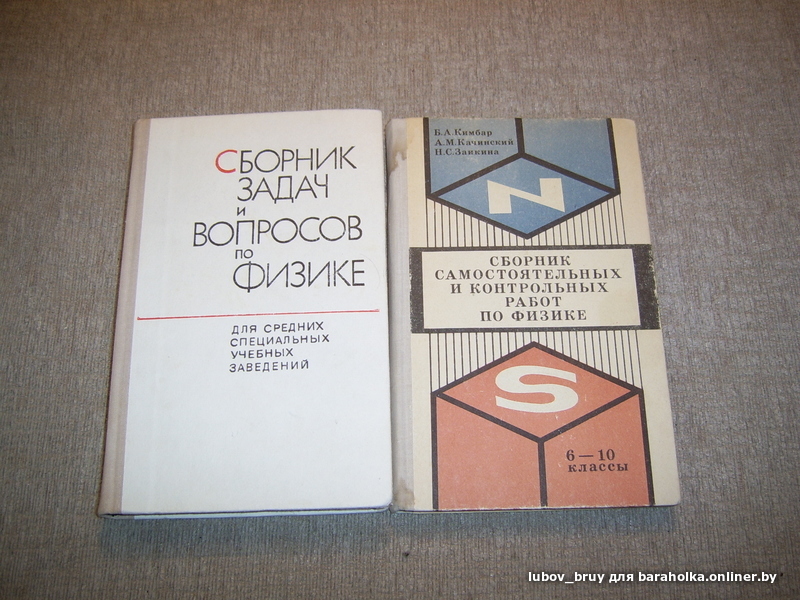 СБОРНИК
ЗАДАЧ
И
ВОПРОСОВ
ПО
ФИЗИКЕ
ДЛЯ СРЕДНИХ
СПЕЦИАЛЬНЫХ
УЧЕБНЫХ
ЗАВЕДЕНИЙ
Б.А.Кимбар
А.М.Качинский
Н.С.Заикина
N
СБОРНИК
САМОСТОЯТЕЛЬНЫХ
И КОНТРОЛЬНЫХ
РАБОТ
ПО ФИЗИКЕ
S
6—10
классы
lubov_bruy для baraholka.onliner.by